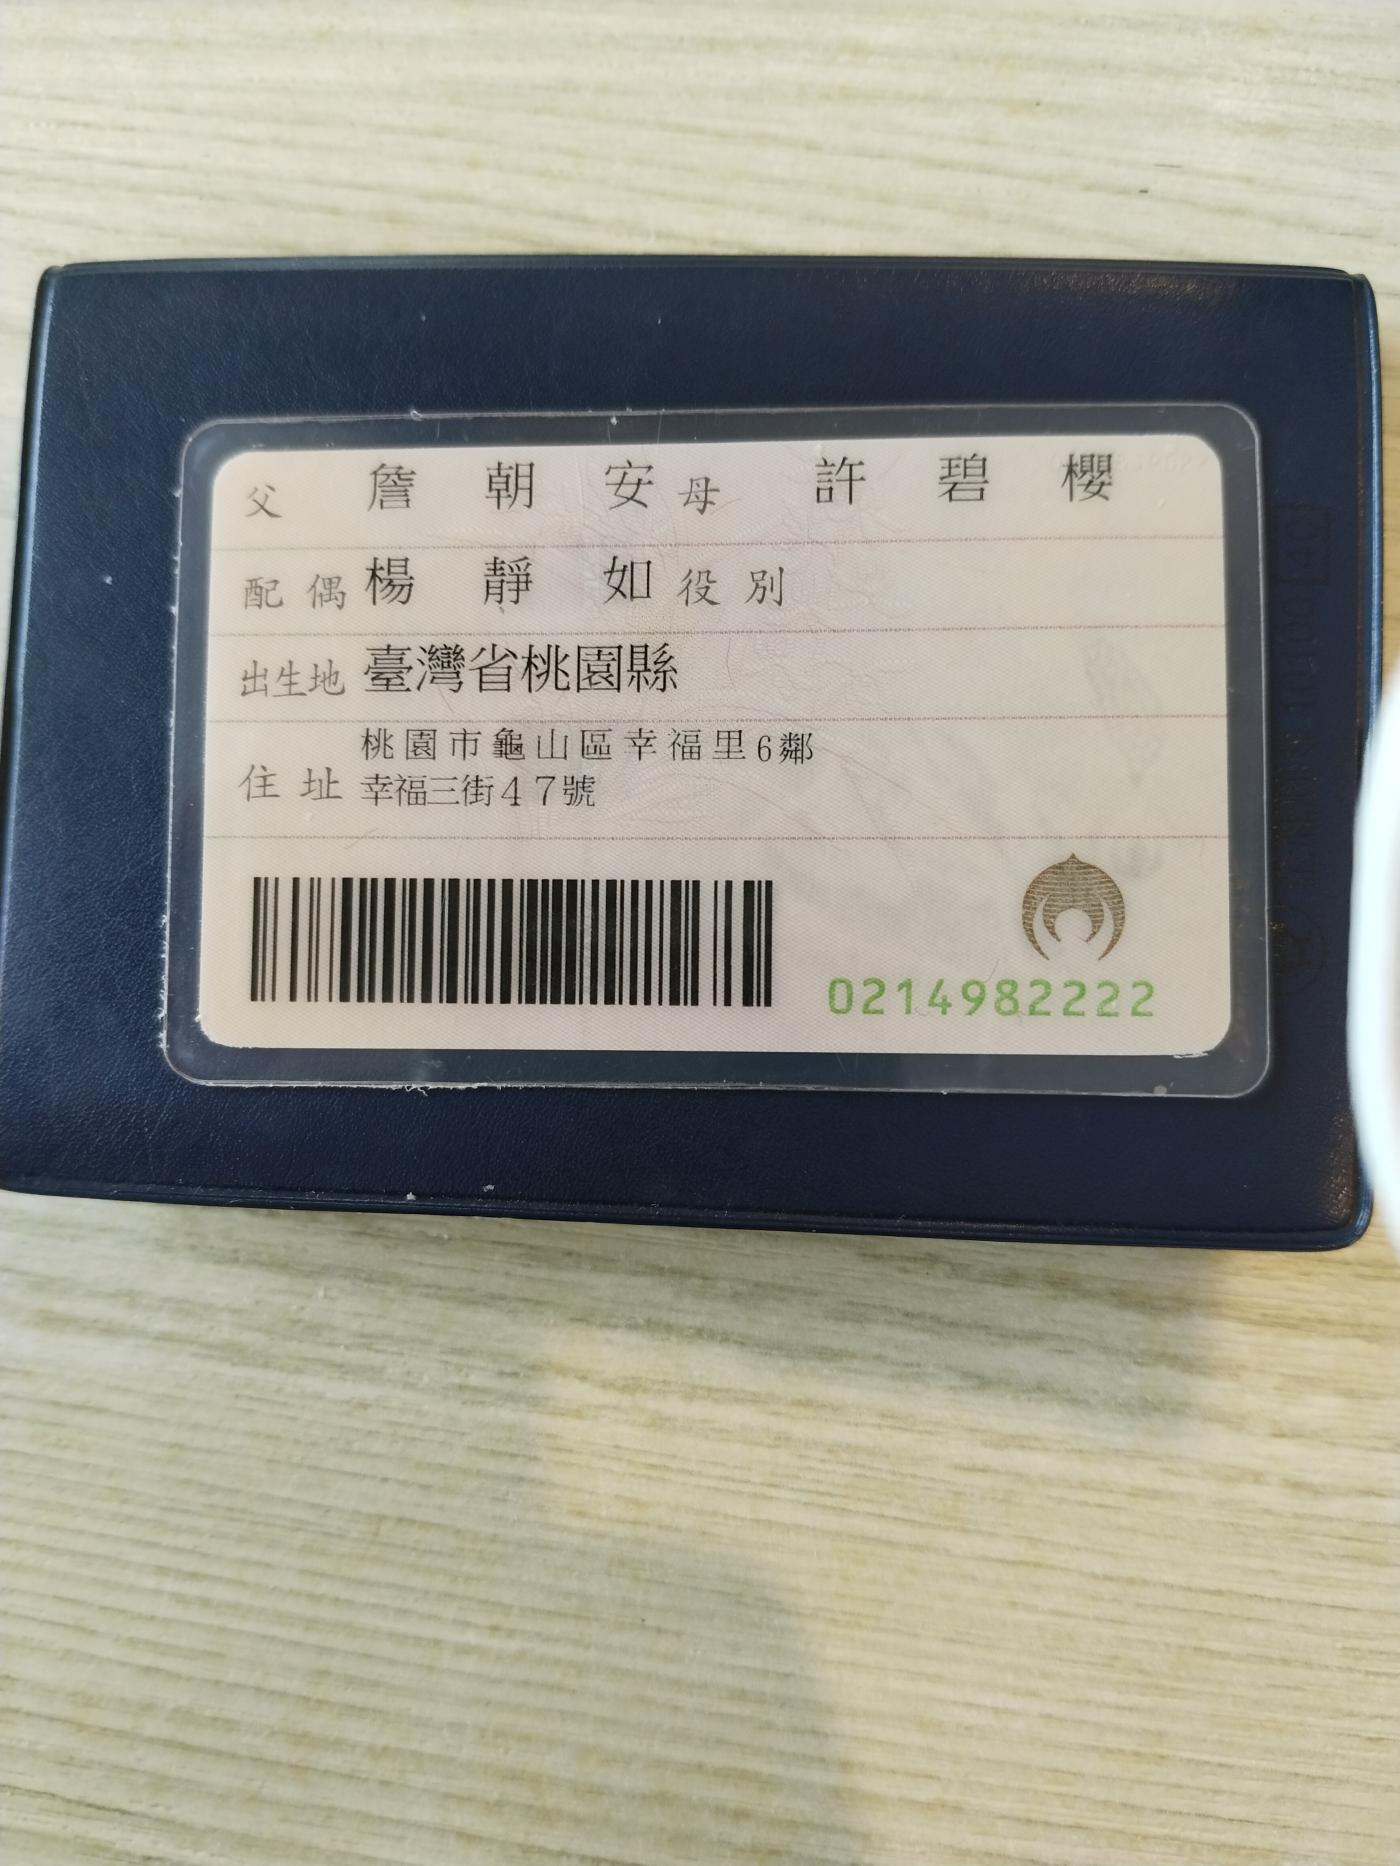 父 詹 朝 安 母 許 碧 櫻
配 偶 楊 靜 如 役 別
出生地 臺灣省桃園縣
桃園市龜山區幸福里6鄰
住 址 幸福三街47號
0214982222